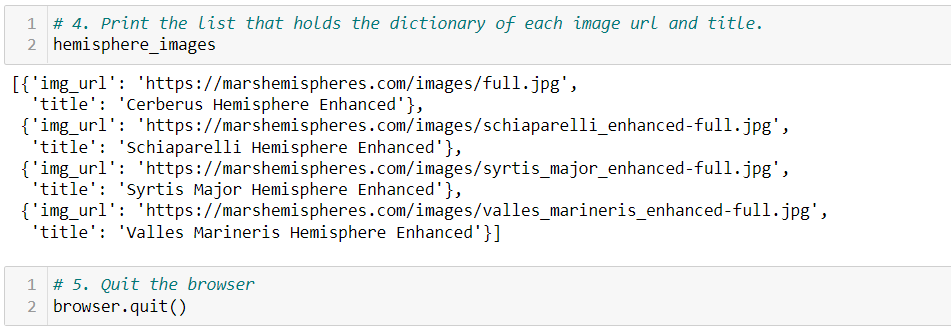 1 # 4. Print the list that holds the dictionary of each image url and title.
2 hemisphere_images
[{'img_url': 'https://marshemispheres.com/images/full.jpg',
  'title': 'Cerberus Hemisphere Enhanced'},
 {'img_url': 'https://marshemispheres.com/images/schiaparelli_enhanced-full.jpg',
  'title': 'Schiaparelli Hemisphere Enhanced'},
 {'img_url': 'https://marshemispheres.com/images/syrtis_major_enhanced-full.jpg',
  'title': 'Syrtis Major Hemisphere Enhanced'},
 {'img_url': 'https://marshemispheres.com/images/valles_marineris_enhanced-full.jpg',
  'title': 'Valles Marineris Hemisphere Enhanced'}]
1 # 5. Quit the browser
2 browser.quit()